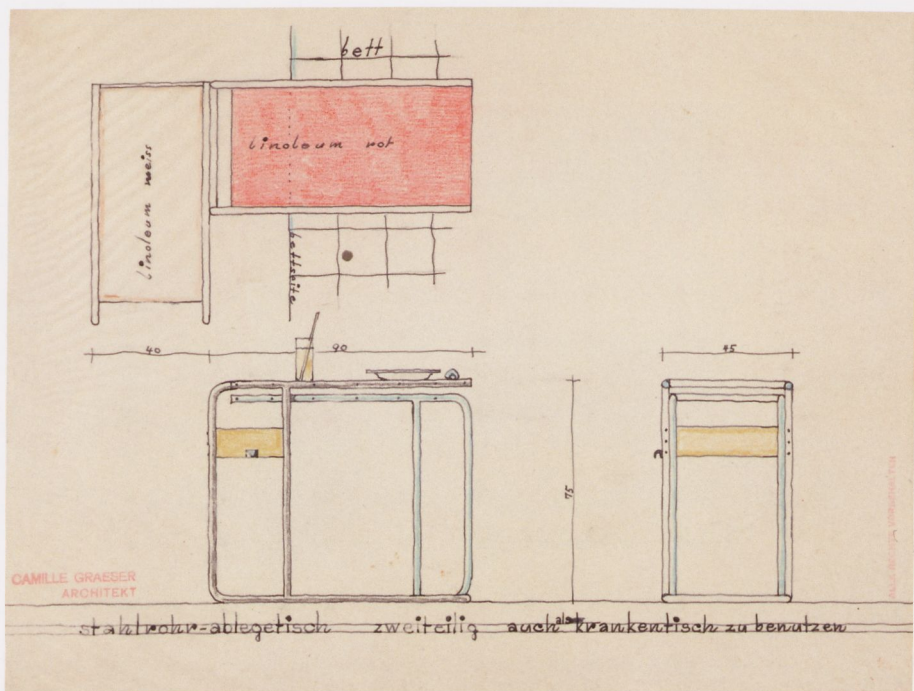 bett
linoleum rot
linoleum weiss
bettseite
40
90
45
75
CAMILLE GRAESER
ARCHITEKT
stahlrohr-ablegetisch zweiteilig auch als krankentisch zu benutzen